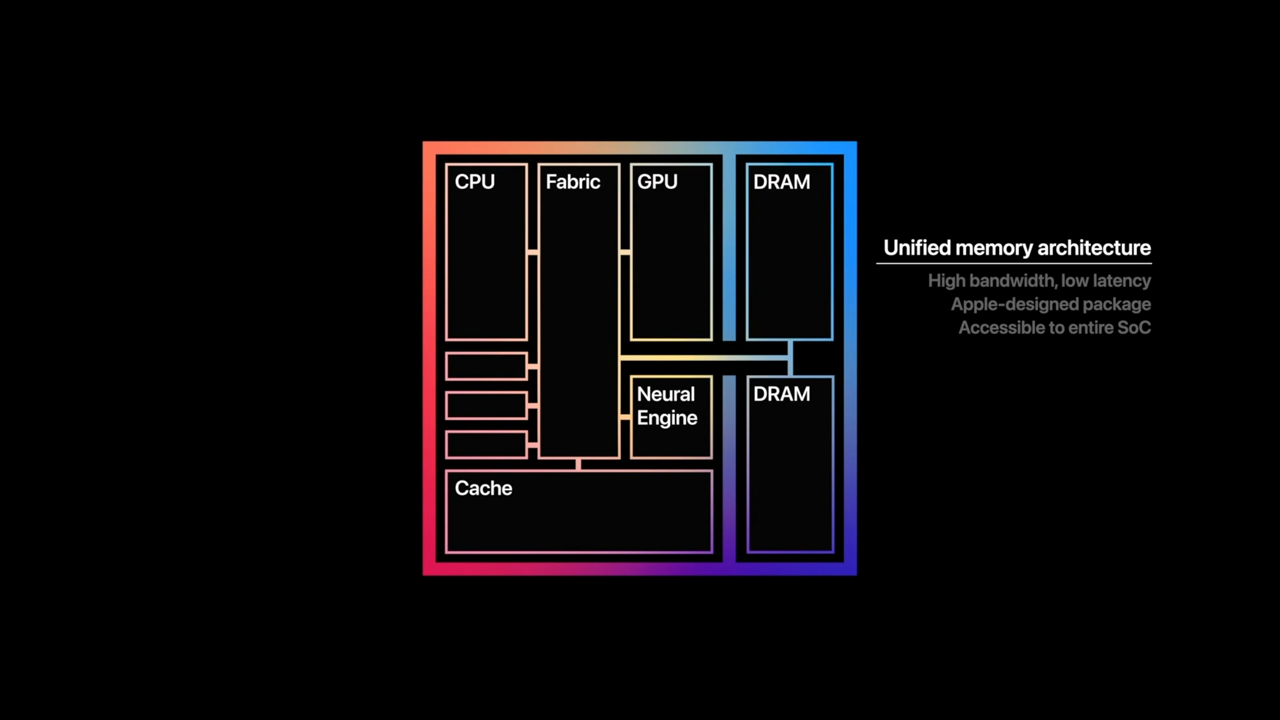 CPU
Fabric
GPU
DRAM
Unified memory architecture
High bandwidth, low latency
Apple-designed package
Accessible to entire SoC
Neural
Engine
DRAM
Cache